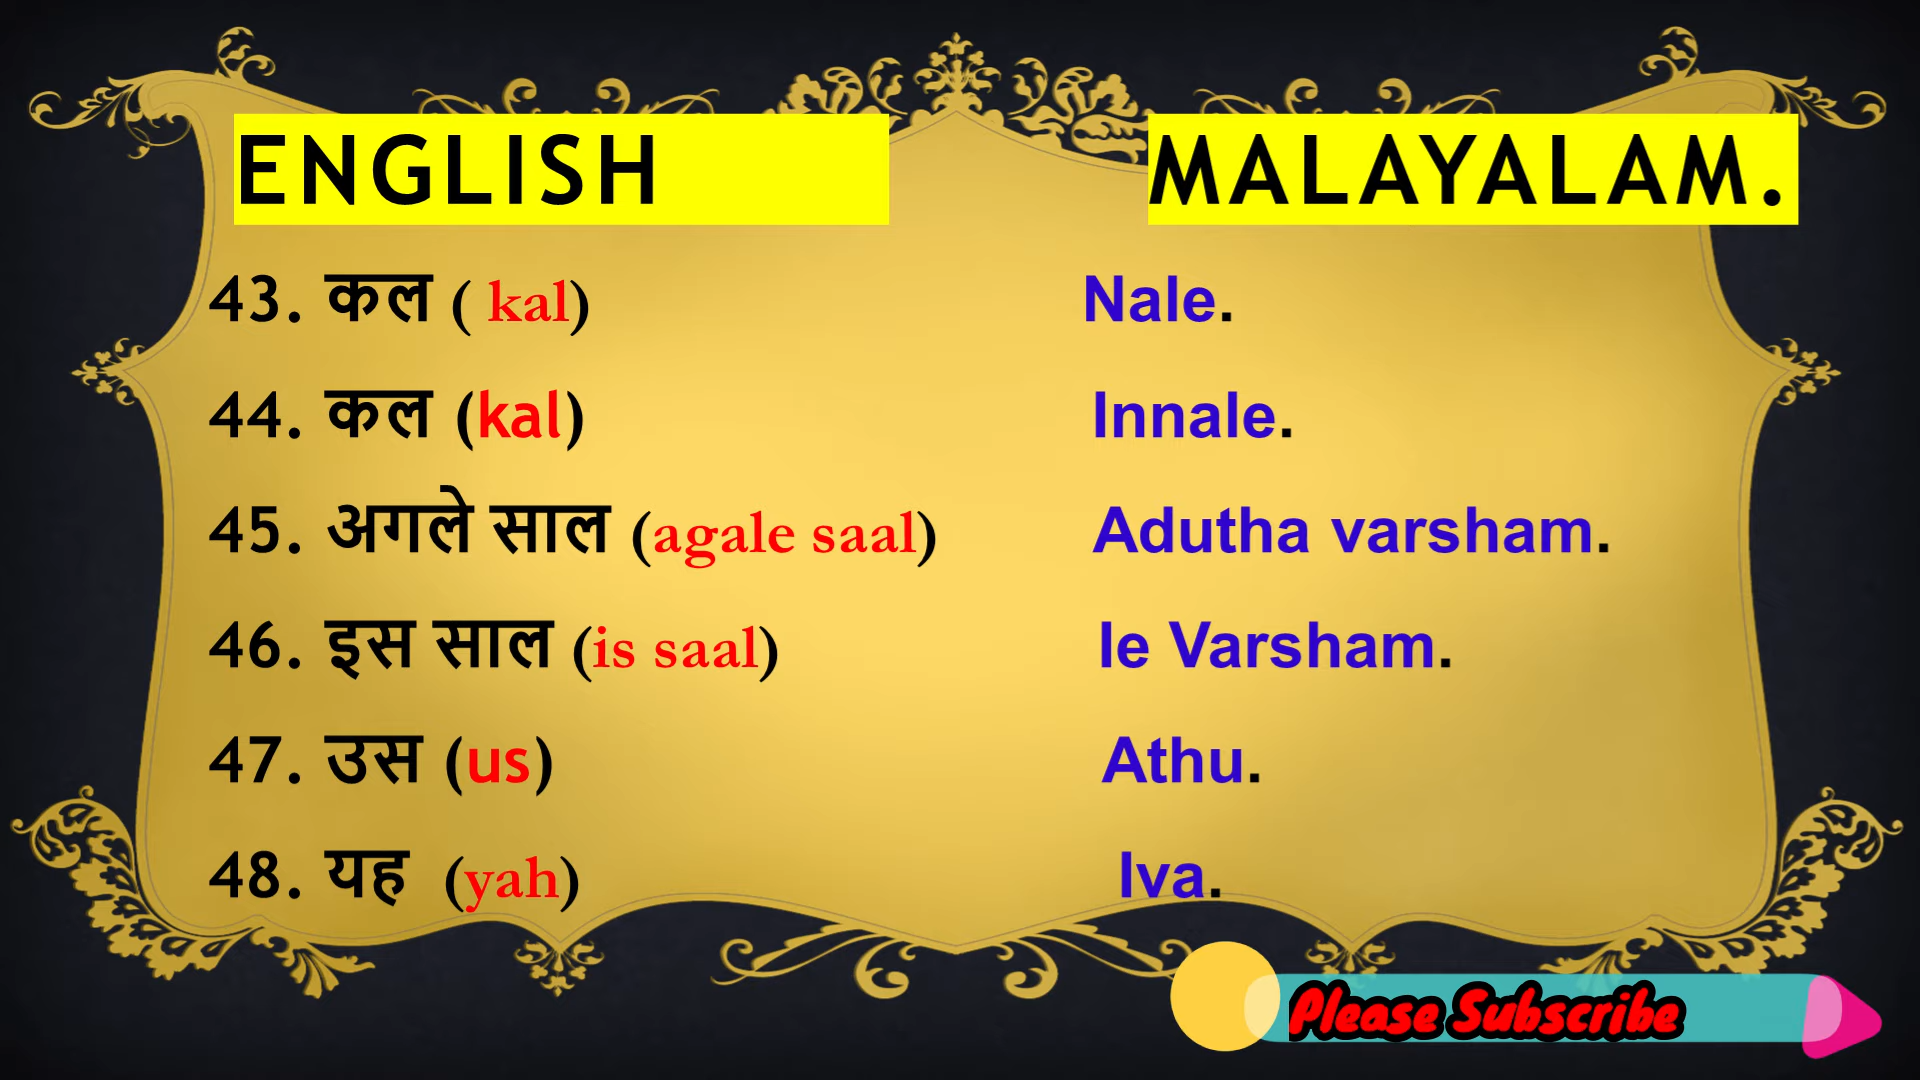 ENGLISH MALAYALAM.
43. कल ( kal) Nale.
44. कल (kal) Innale.
45. अगले साल (agale saal) Adutha varsham.
46. इस साल (is saal) Ie Varsham.
47. उस (us) Athu.
48. यह (yah) Iva.
Please Subscribe